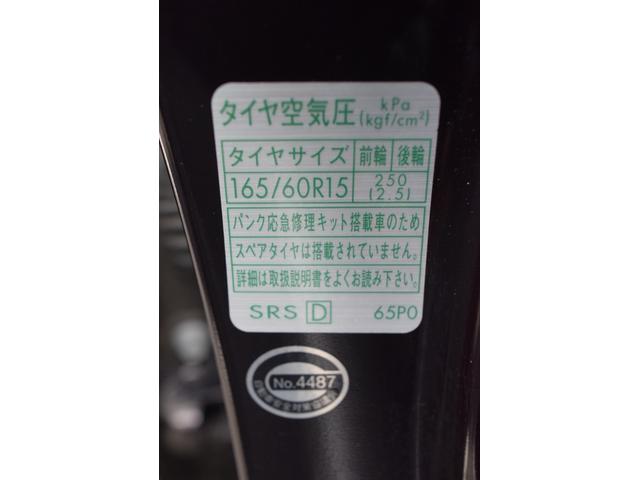 タイヤ空気圧 kPa (kgf/cm²)
タイヤサイズ 前輪 後輪
165/60R15 250 (2.5)
パンク応急修理キット搭載車のため
スペアタイヤは搭載されていません。
詳細は取扱説明書をよくお読み下さい。
SRS D 65P0
No.4487